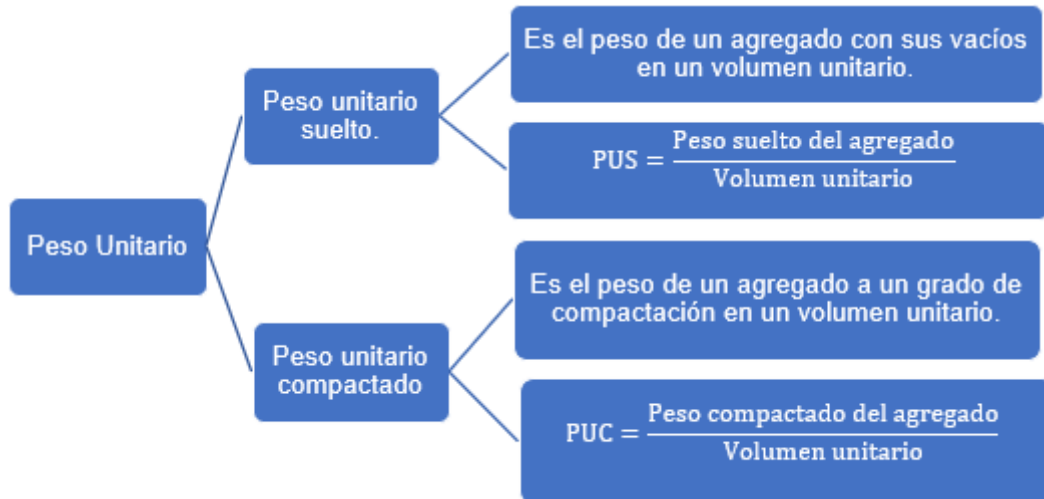 Peso Unitario
Peso unitario
suelto.
Es el peso de un agregado con sus vacíos
en un volumen unitario.
PUS = Peso suelto del agregado
Volumen unitario
Peso unitario
compactado
Es el peso de un agregado a un grado de
compactación en un volumen unitario.
PUC = Peso compactado del agregado
Volumen unitario